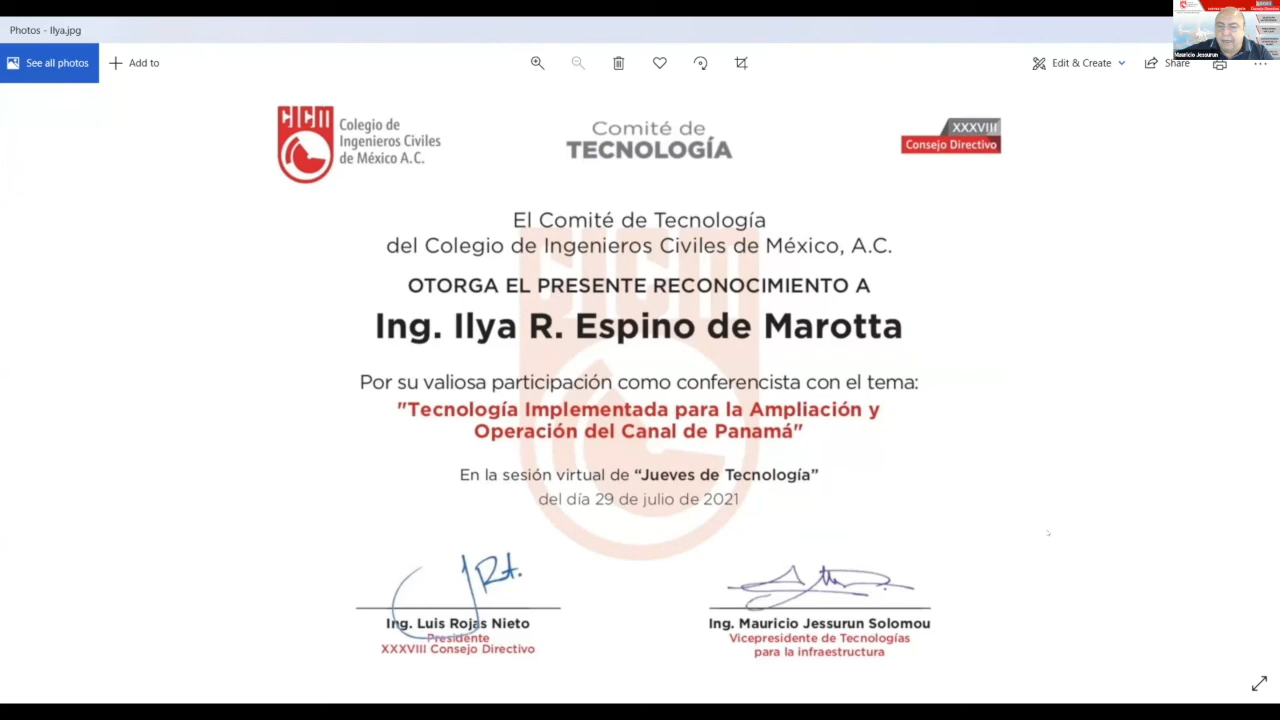 Photos - Ilya.jpg
See all photos
Add to
Edit & Create
Share
Mauricio Jessurun
CICM
Colegio de
Ingenieros Civiles
de México A.C.
Comité de
TECNOLOGÍA
XXXVIII
Consejo Directivo
El Comité de Tecnología
del Colegio de Ingenieros Civiles de México, A.C.
OTORGA EL PRESENTE RECONOCIMIENTO A
Ing. Ilya R. Espino de Marotta
Por su valiosa participación como conferencista con el tema:
"Tecnología Implementada para la Ampliación y
Operación del Canal de Panamá"
En la sesión virtual de “Jueves de Tecnología”
del día 29 de julio de 2021
Ing. Luis Rojas Nieto
Presidente
XXXVIII Consejo Directivo
Ing. Mauricio Jessurun Solomou
Vicepresidente de Tecnologías
para la infraestructura